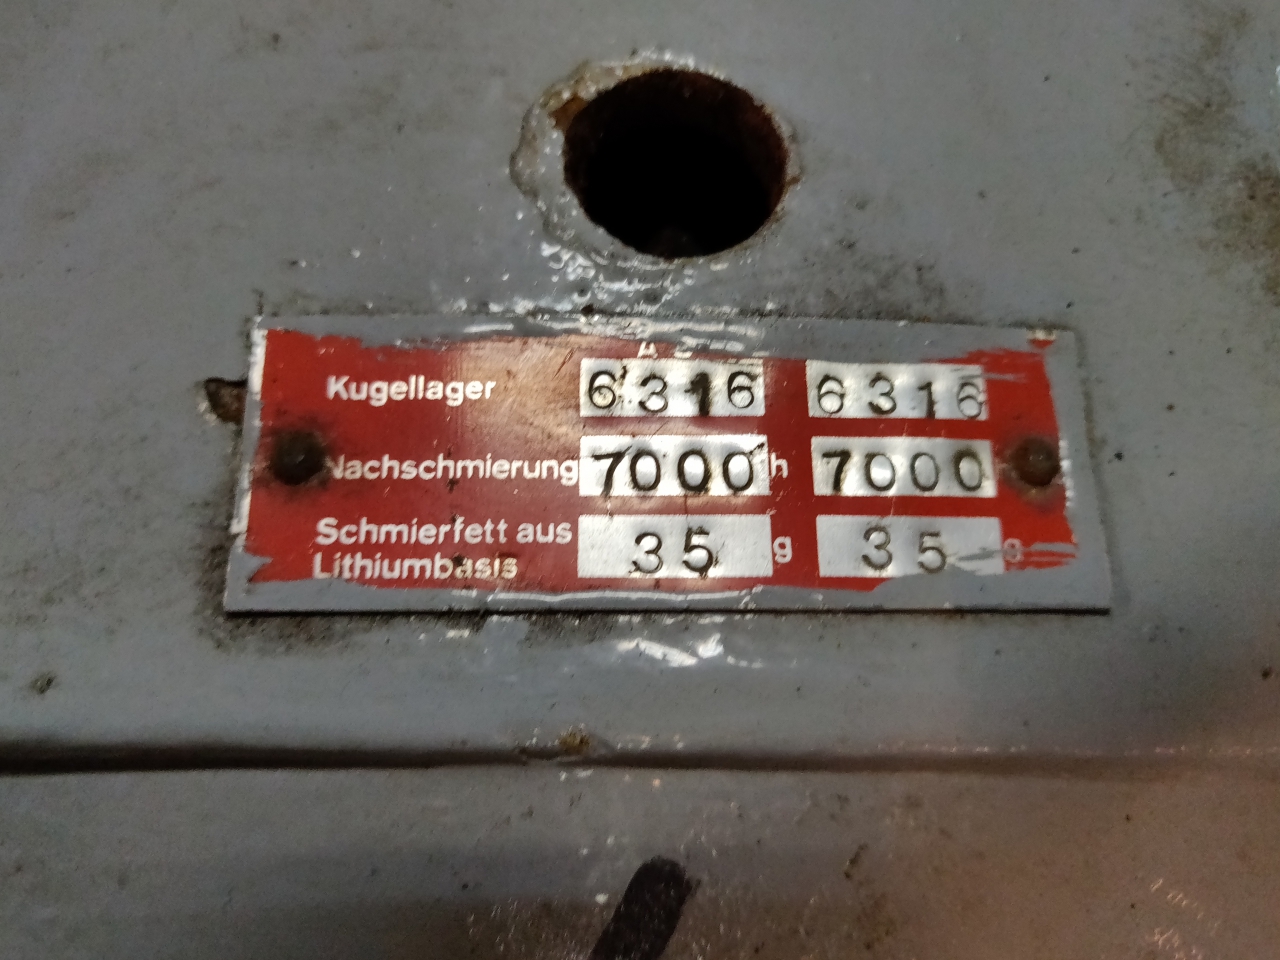 Kugellager 6316 6316
Nachschmierung 7000 h 7000
Schmierfett aus 35 g 35 g
Lithiumbasis